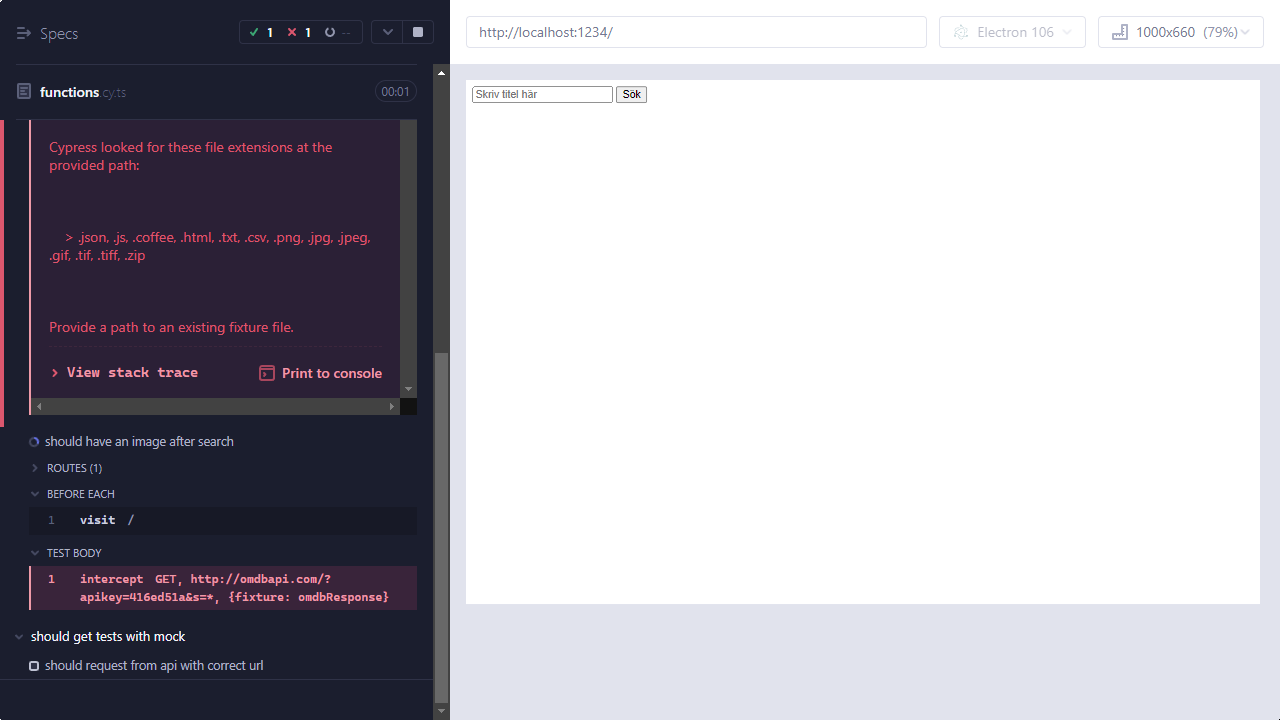 Specs
1 1 --
functions cy.ts 00:01
Cypress looked for these file extensions at the
provided path:
> .json, .js, .coffee, .html, .txt, .csv, .png, .jpg, .jpeg,
.gif, .tif, .tiff, .zip
Provide a path to an existing fixture file.
View stack trace Print to console
should have an image after search
ROUTES (1)
BEFORE EACH
1 visit /
TEST BODY
1 intercept GET, http://omdbapi.com/?
apikey=416ed51a&s=*, {fixture: omdbResponse}
should get tests with mock
should request from api with correct url
http://localhost:1234/
Electron 106
1000x660 (79%)
Skriv titel här Sök